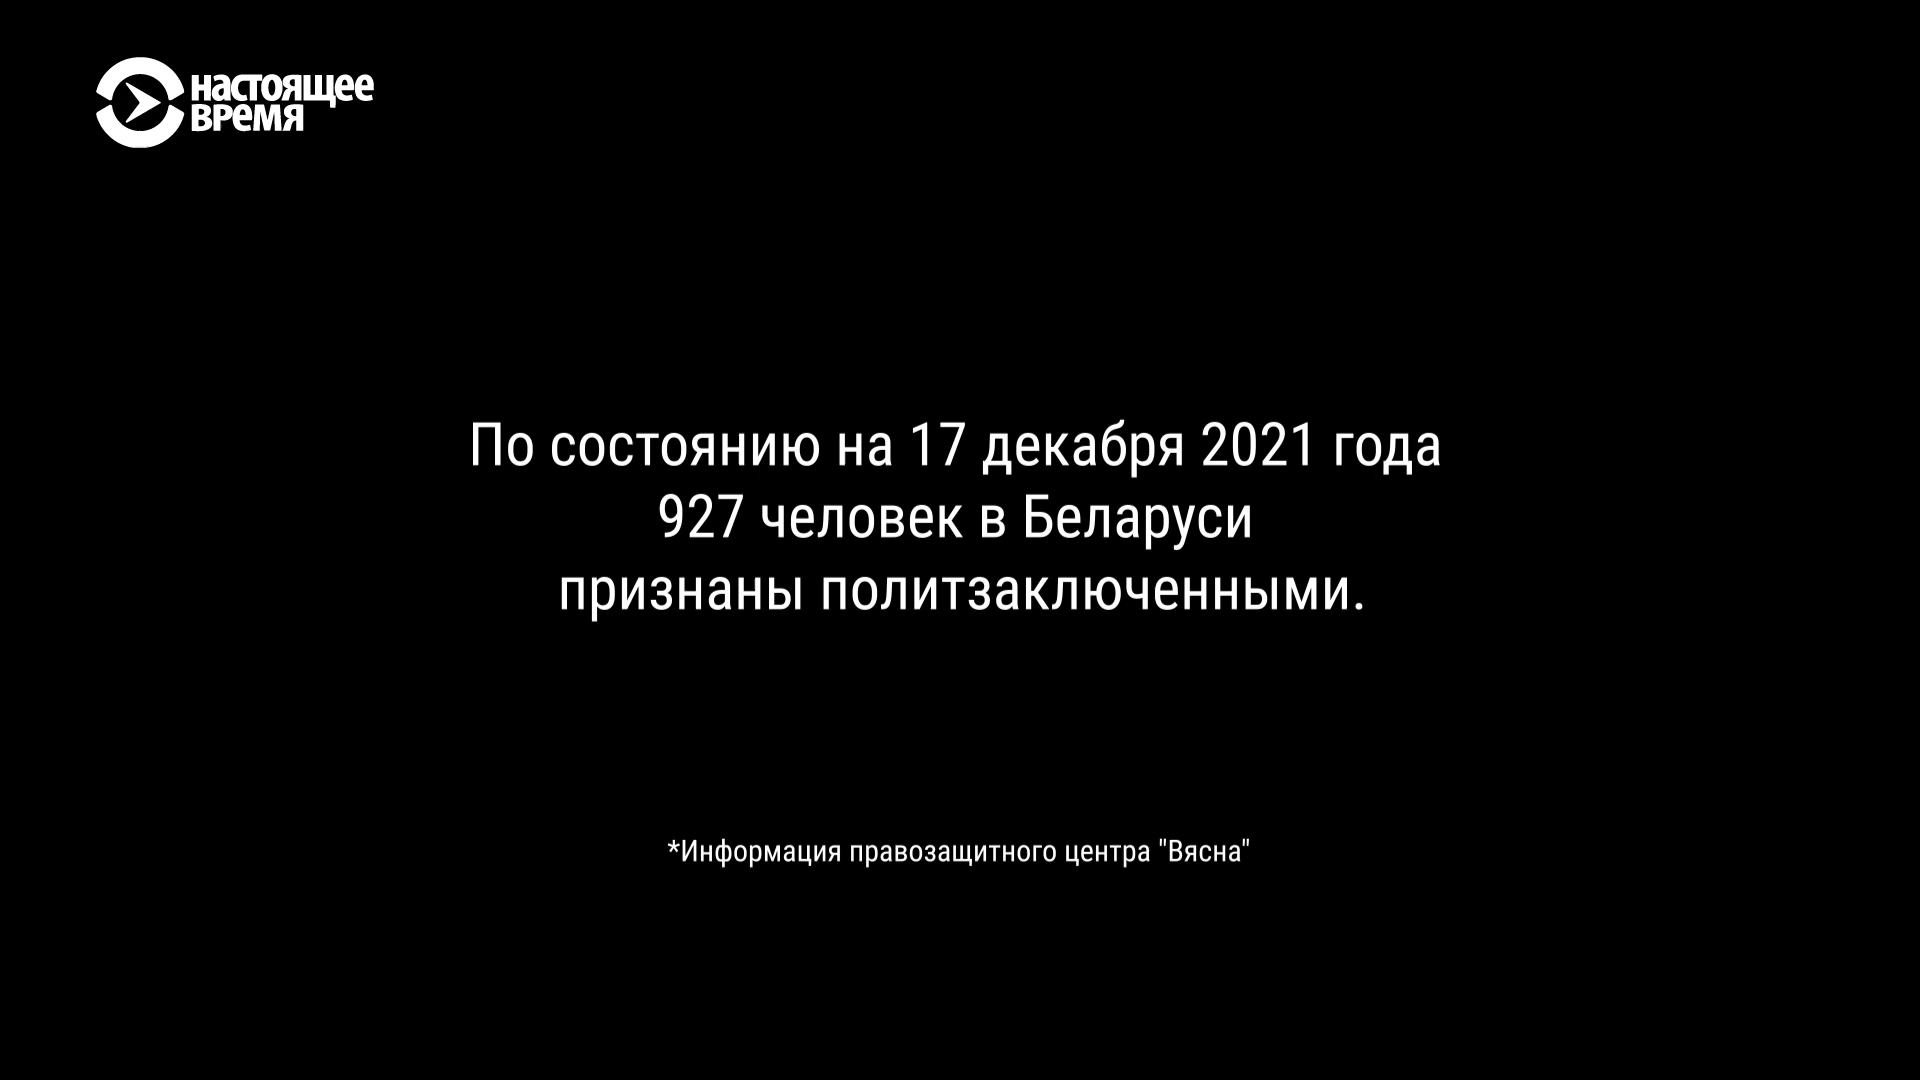 настоящее
время
По состоянию на 17 декабря 2021 года
927 человек в Беларуси
признаны политзаключенными.
*Информация правозащитного центра "Вясна"